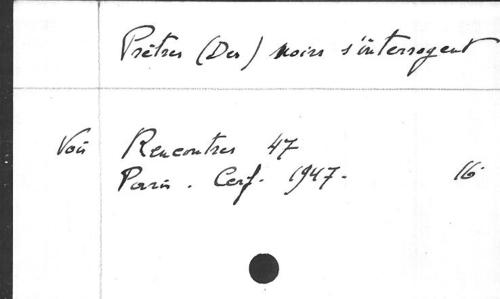 Prêtres (Des) noirs s'interrogent
Voir Rencontres 47
Paris. Cerf. 1947. 16